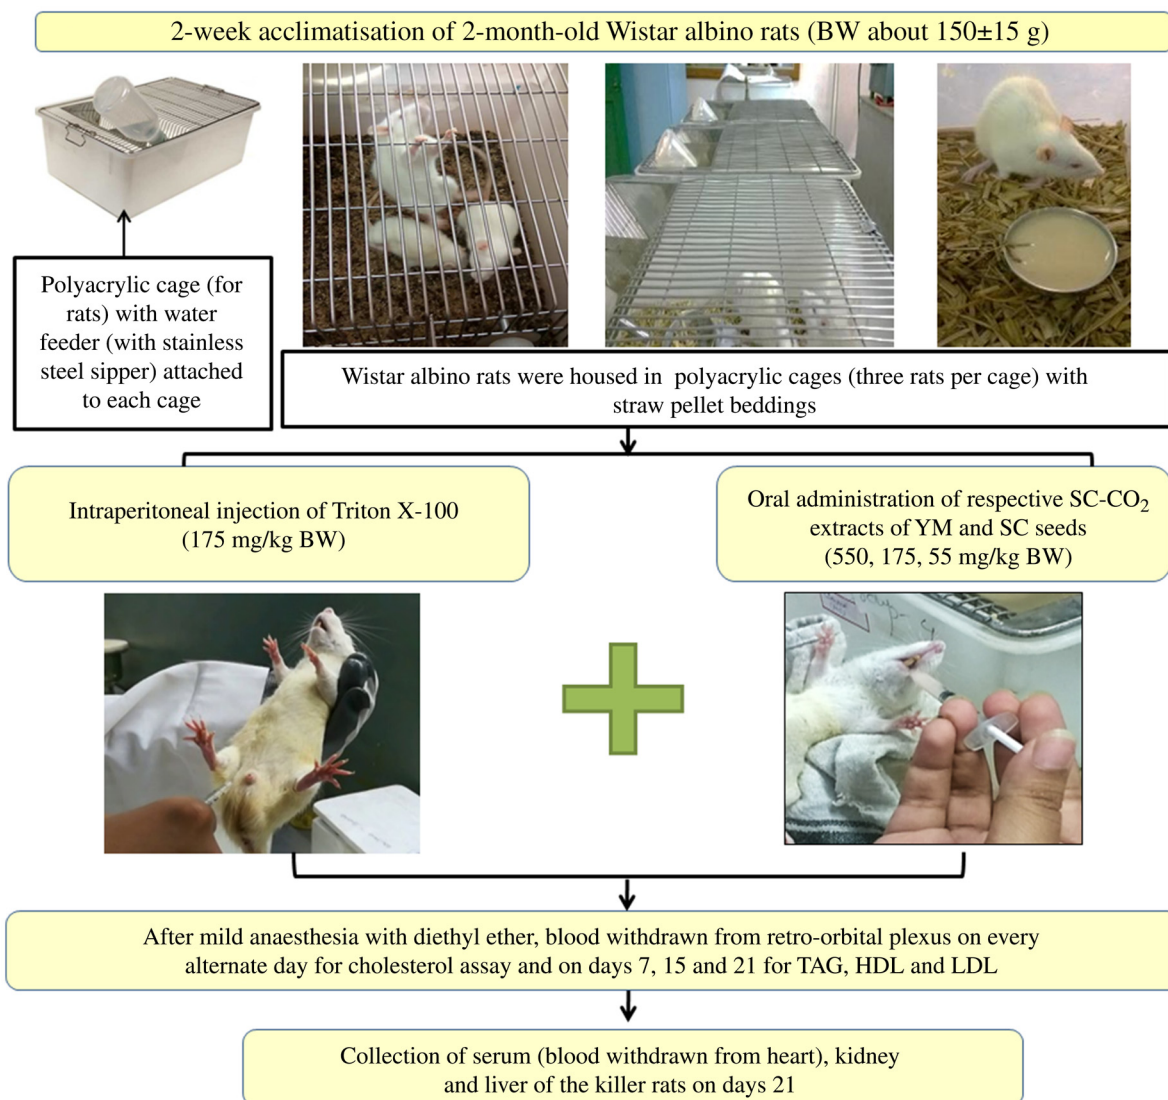 2-week acclimatisation of 2-month-old Wistar albino rats (BW about 150±15 g)
Polyacrylic cage (for
rats) with water
feeder (with stainless
steel sipper) attached
to each cage
Wistar albino rats were housed in polyacrylic cages (three rats per cage) with
straw pellet beddings
Intraperitoneal injection of Triton X-100
(175 mg/kg BW)
Oral administration of respective SC-CO₂
extracts of YM and SC seeds
(550, 175, 55 mg/kg BW)
After mild anaesthesia with diethyl ether, blood withdrawn from retro-orbital plexus on every
alternate day for cholesterol assay and on days 7, 15 and 21 for TAG, HDL and LDL
Collection of serum (blood withdrawn from heart), kidney
and liver of the killer rats on days 21